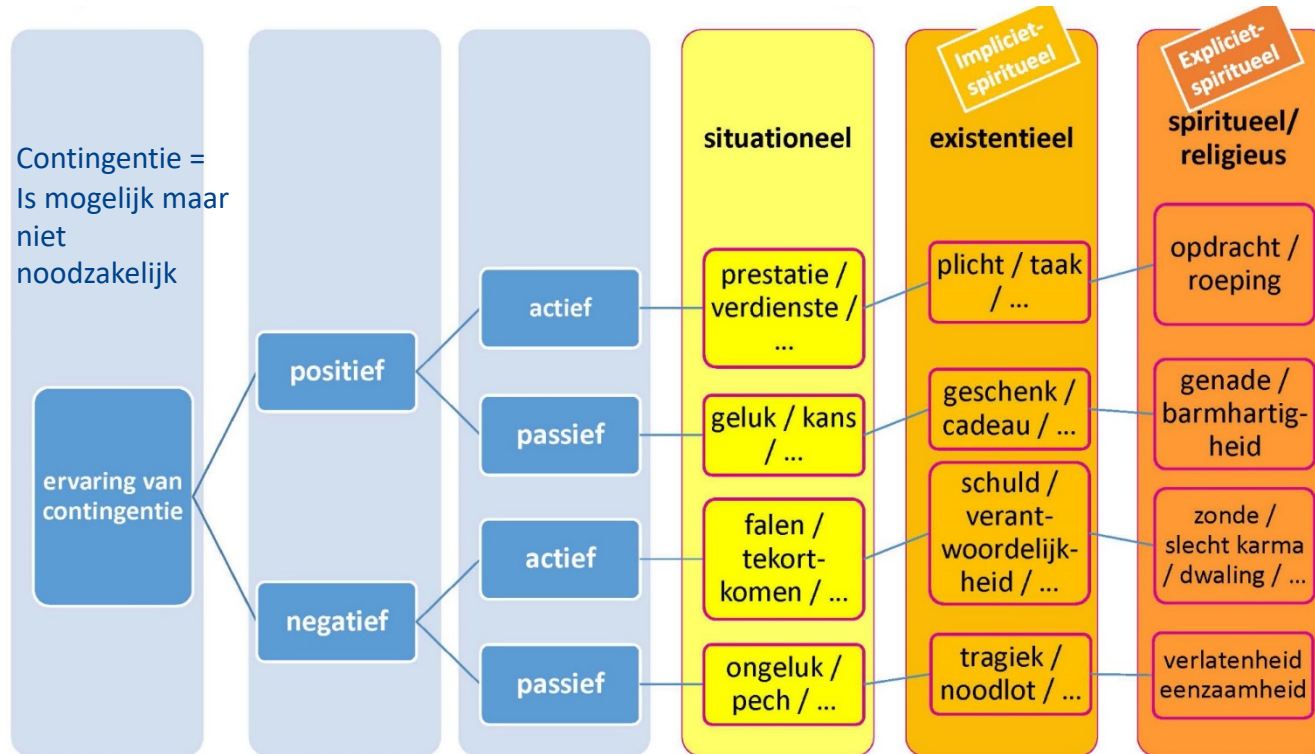 Contingentie =
Is mogelijk maar
niet
noodzakelijk
ervaring van
contingentie
positief
negatief
actief
passief
actief
passief
situationeel
prestatie /
verdienste /
...
geluk / kans
/ ...
falen /
tekort-
komen / ...
ongeluk /
pech / ...
Impliciet-
spiritueel
existentieel
plicht / taak
/ ...
geschenk /
cadeau / ...
schuld /
verant-
woordelijk-
heid / ...
tragiek /
noodlot / ...
Expliciet-
spiritueel
spiritueel/
religieus
opdracht /
roeping
genade /
barmhartig-
heid
zonde /
slecht karma
/ dwaling / ...
verlatenheid
eenzaamheid